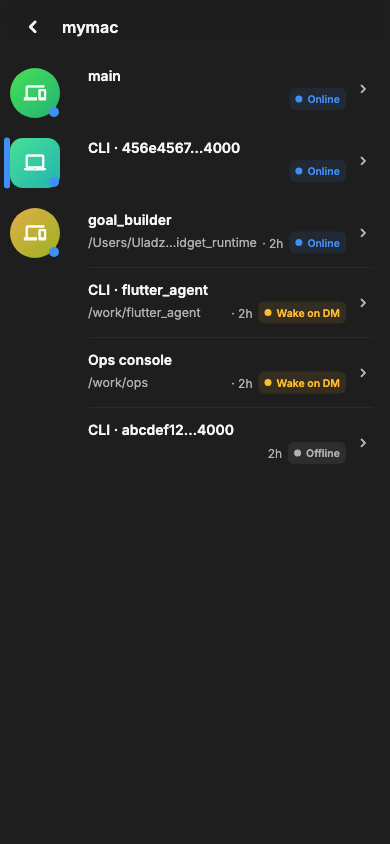 mymac
main
Online
CLI · 456e4567...4000
Online
goal_builder
/Users/Uladz...idget_runtime · 2h Online
CLI · flutter_agent
/work/flutter_agent · 2h Wake on DM
Ops console
/work/ops · 2h Wake on DM
CLI · abcdef12...4000
2h Offline